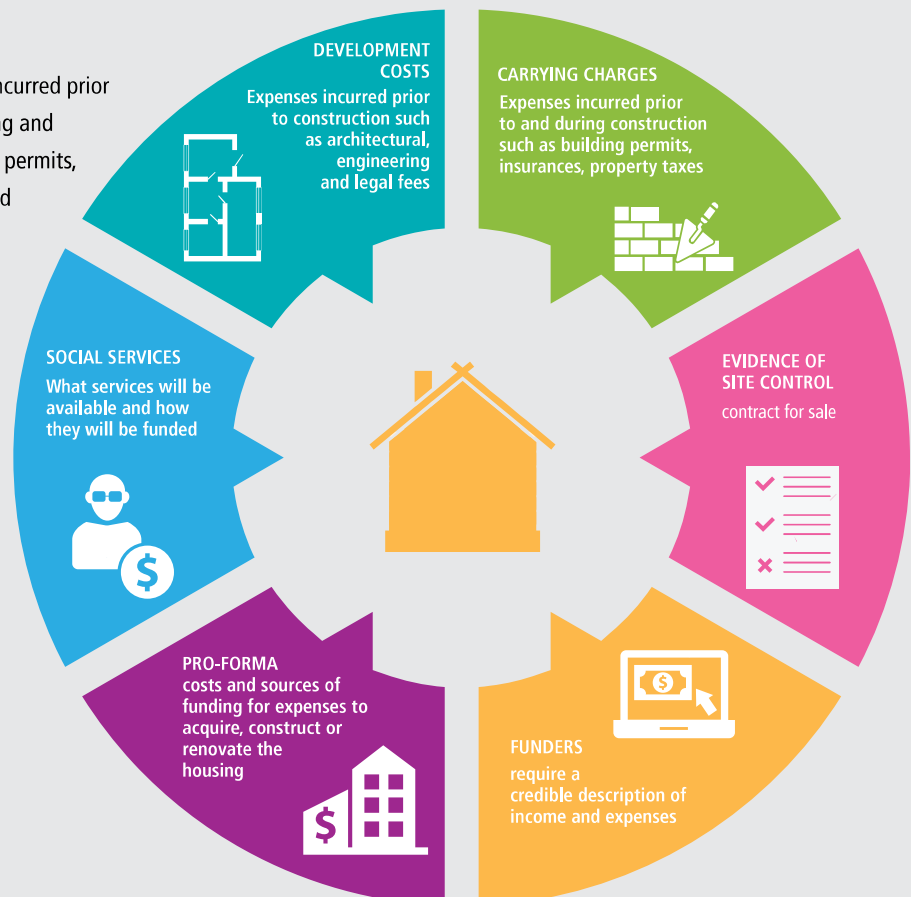 ncurred prior
ng and
permits,
d
DEVELOPMENT
COSTS
Expenses incurred prior
to construction such
as architectural,
engineering
and legal fees
CARRYING CHARGES
Expenses incurred prior
to and during construction
such as building permits,
insurances, property taxes
EVIDENCE OF
SITE CONTROL
contract for sale
FUNDERS
require a
credible description of
income and expenses
PRO-FORMA
costs and sources of
funding for expenses to
acquire, construct or
renovate the
housing
SOCIAL SERVICES
What services will be
available and how
they will be funded
$
$
$